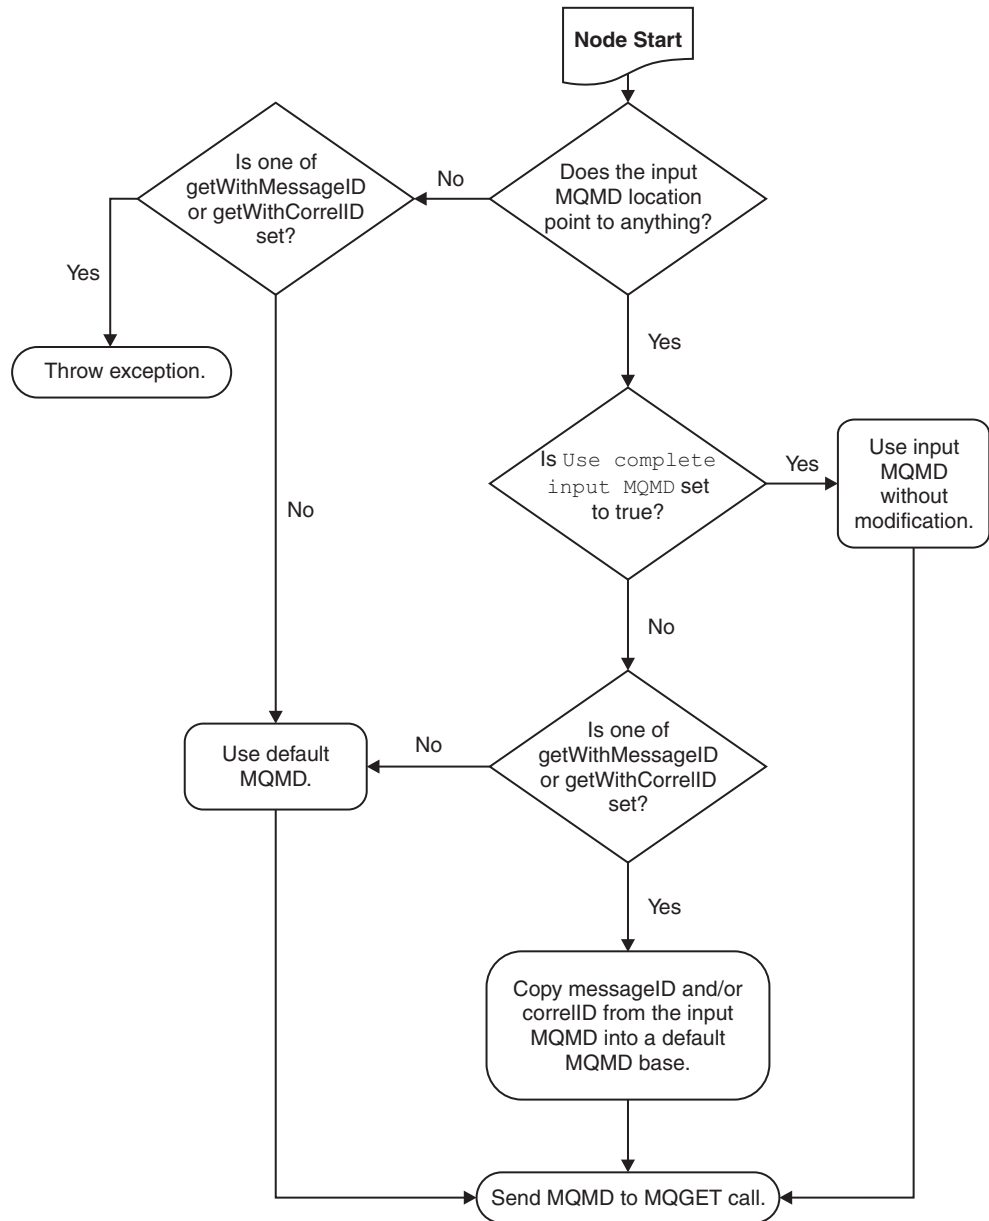 Node Start
Does the input
MQMD location
point to anything?
No
Is one of
getWithMessageID
or getWithCorrelID
set?
Yes
Throw exception.
No
Yes
Is Use complete
input MQMD set
to true?
Yes
Use input
MQMD
without
modification.
No
Is one of
getWithMessageID
or getWithCorrelID
set?
No
Use default
MQMD.
Yes
Copy messageID and/or
correlID from the input
MQMD into a default
MQMD base.
Send MQMD to MQGET call.